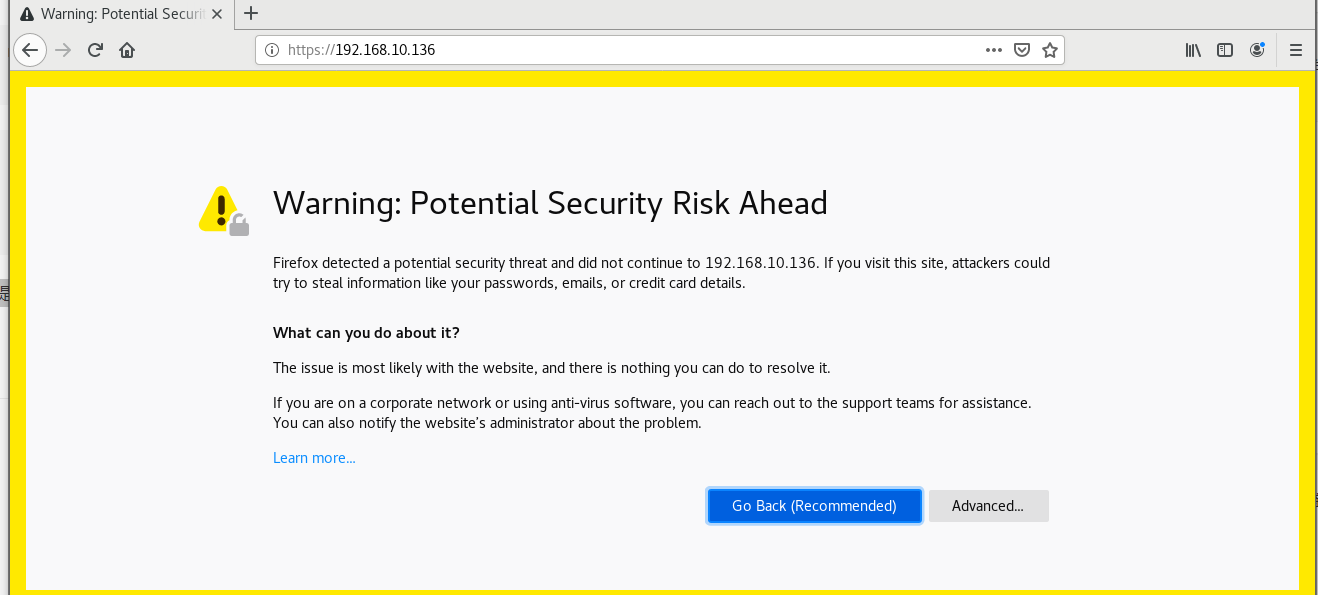 Warning: Potential Securit
https://192.168.10.136
Warning: Potential Security Risk Ahead
Firefox detected a potential security threat and did not continue to 192.168.10.136. If you visit this site, attackers could
try to steal information like your passwords, emails, or credit card details.
What can you do about it?
The issue is most likely with the website, and there is nothing you can do to resolve it.
If you are on a corporate network or using anti-virus software, you can reach out to the support teams for assistance.
You can also notify the website's administrator about the problem.
Learn more...
Go Back (Recommended)
Advanced...